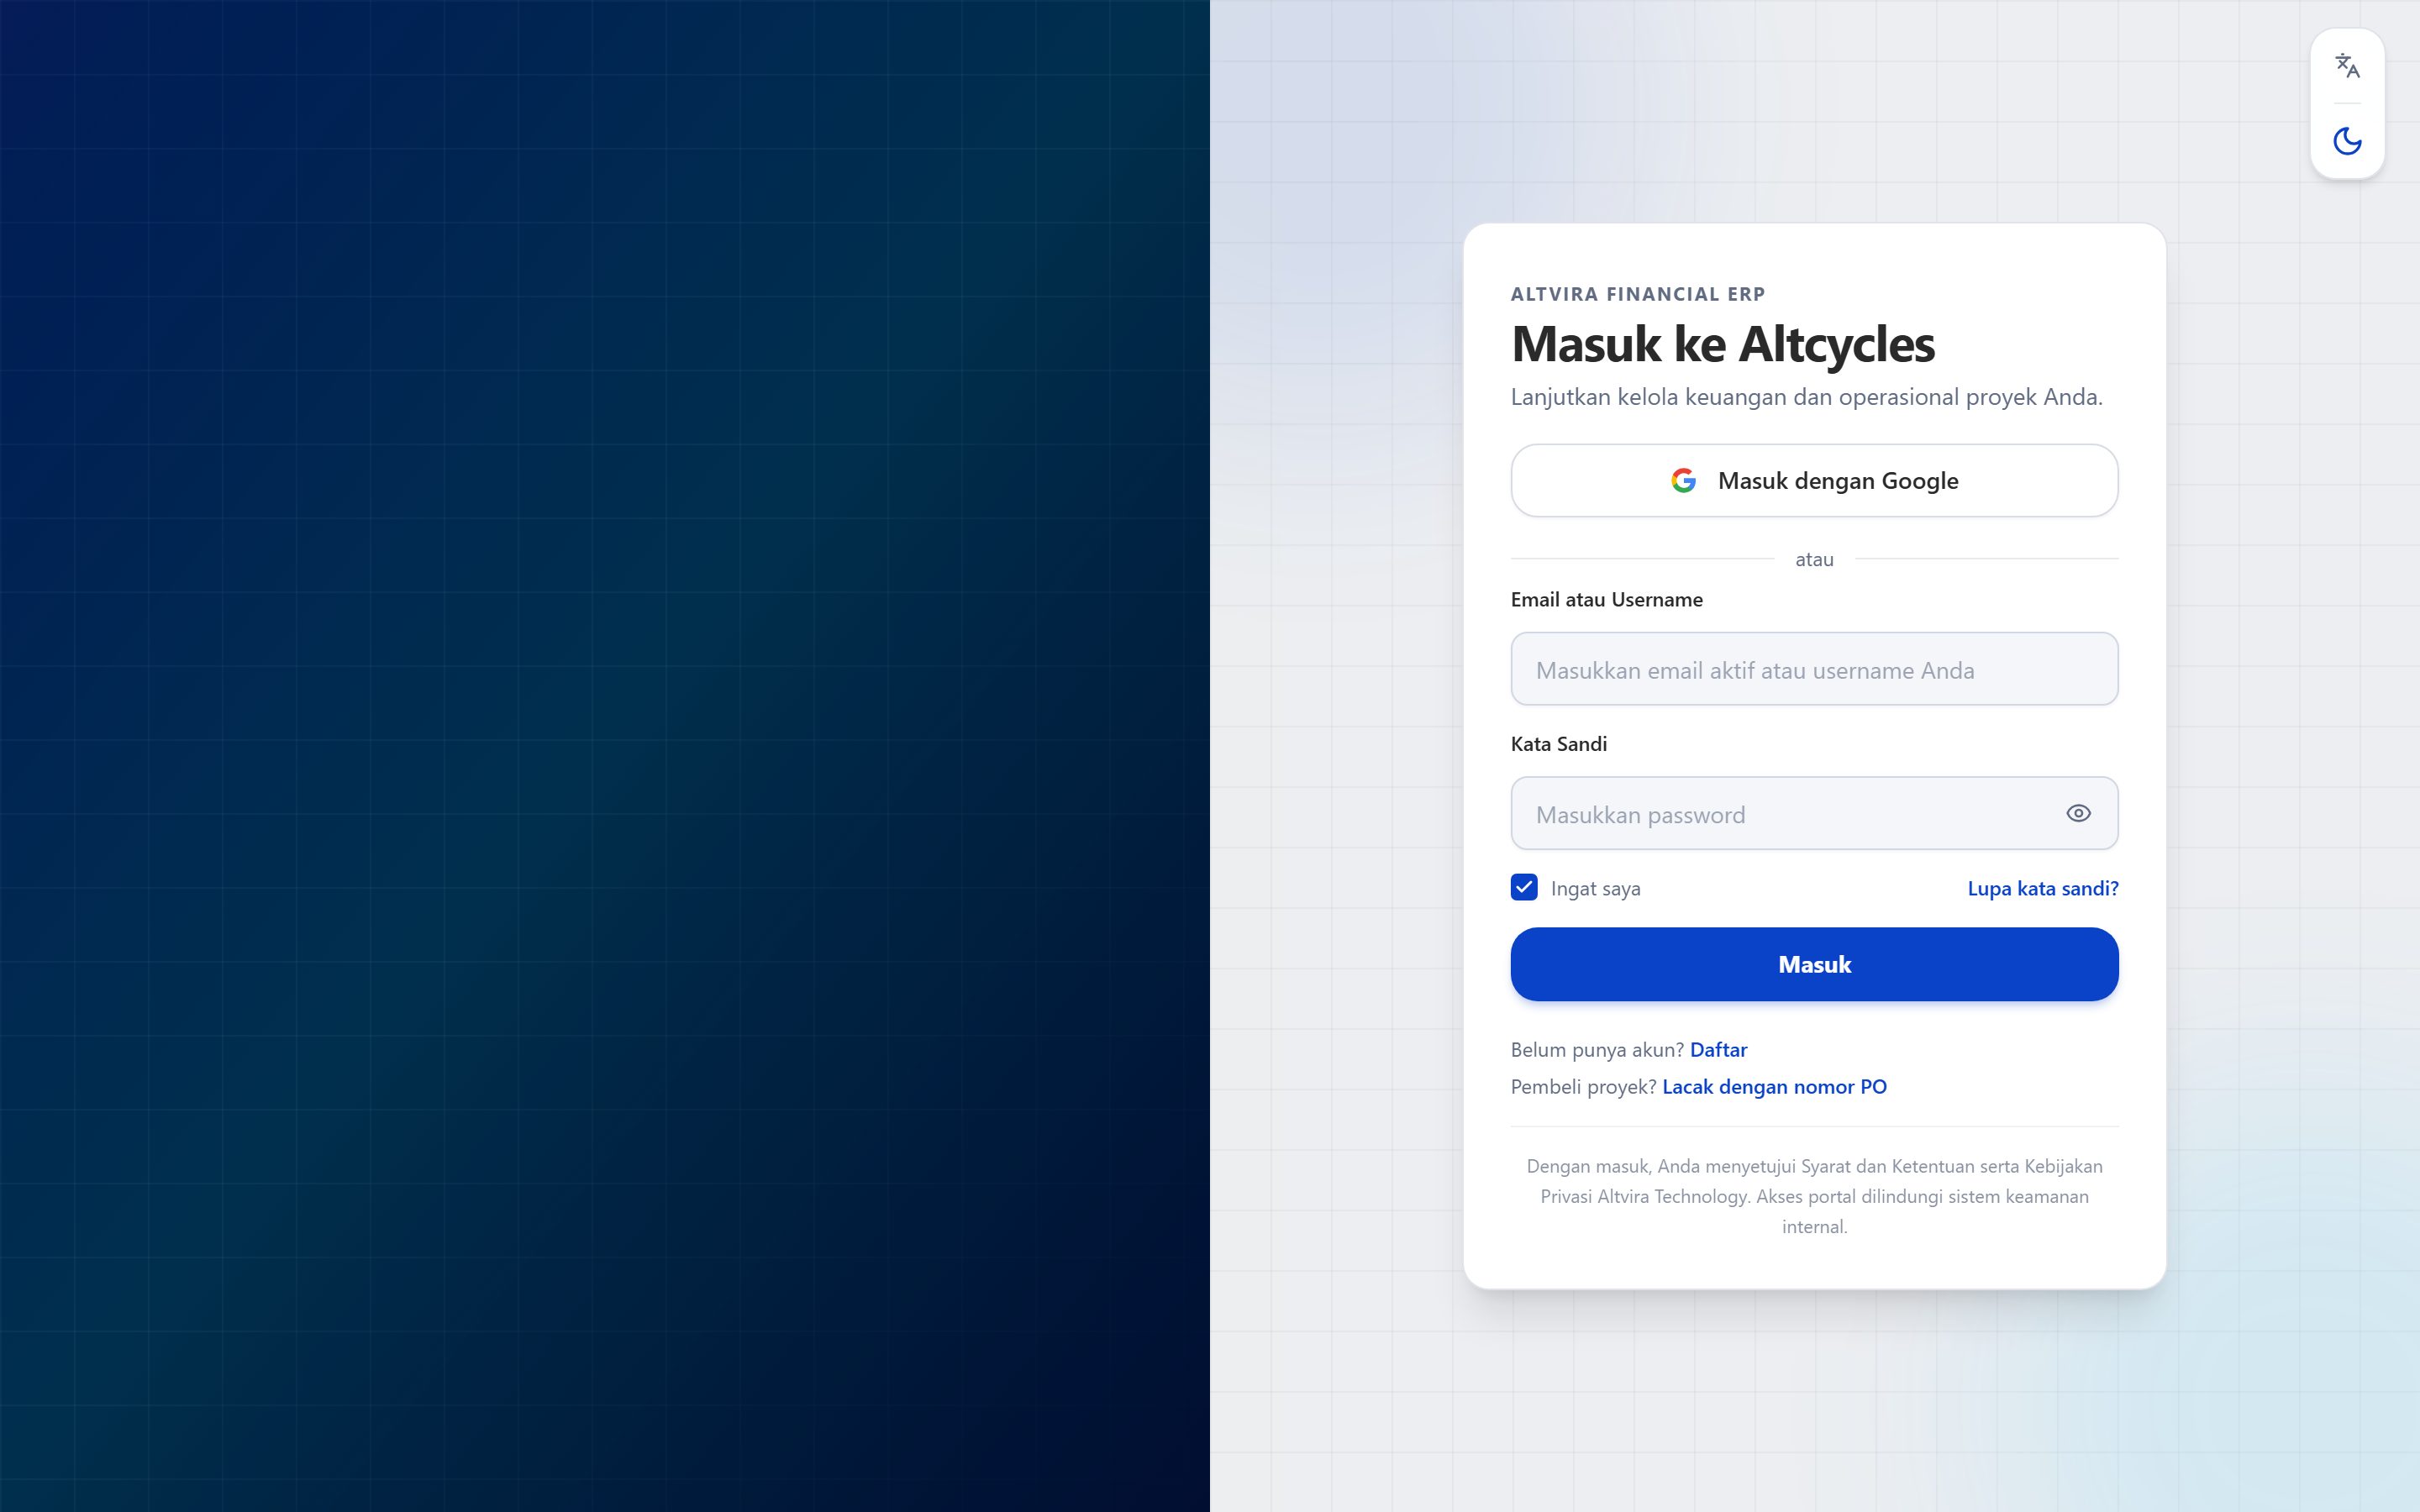 ALTVIRA FINANCIAL ERP
Masuk ke Altcycles
Lanjutkan kelola keuangan dan operasional proyek Anda.
Masuk dengan Google
atau
Email atau Username
Masukkan email aktif atau username Anda
Kata Sandi
Masukkan password
Ingat saya
Lupa kata sandi?
Masuk
Belum punya akun? Daftar
Pembeli proyek? Lacak dengan nomor PO
Dengan masuk, Anda menyetujui Syarat dan Ketentuan serta Kebijakan
Privasi Altvira Technology. Akses portal dilindungi sistem keamanan
internal.